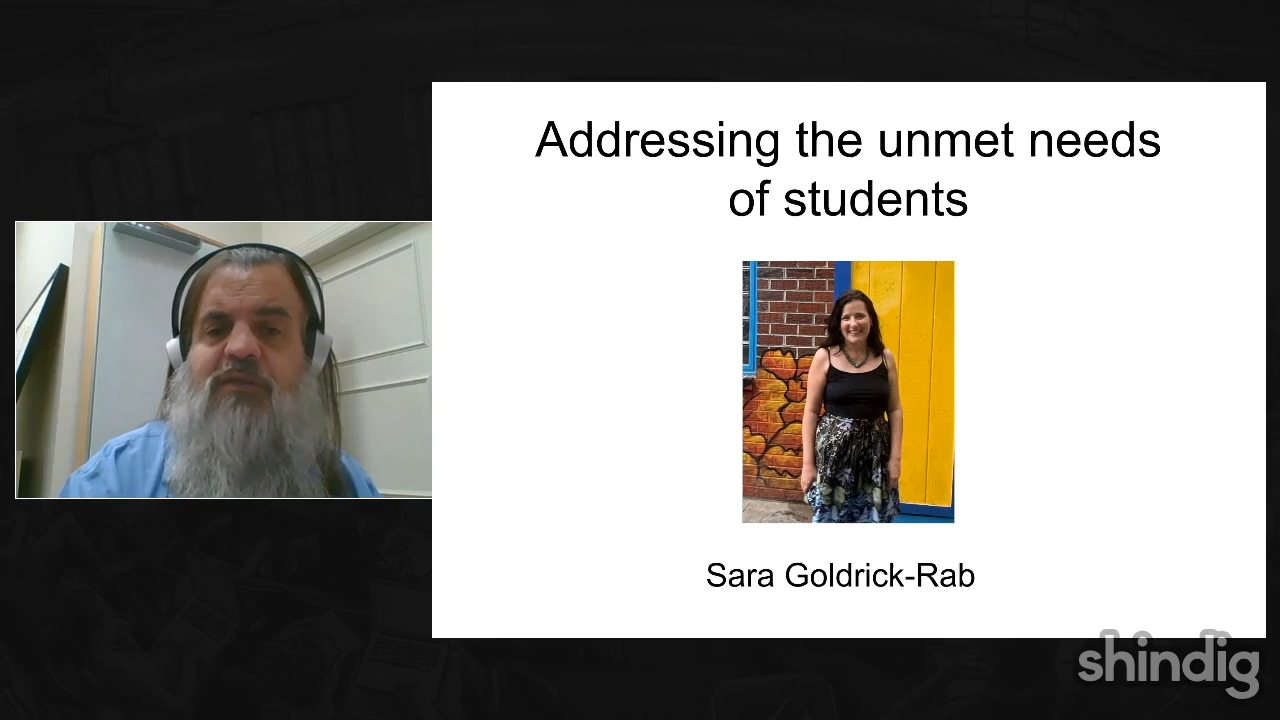 Addressing the unmet needs
of students
Sara Goldrick-Rab
shindig